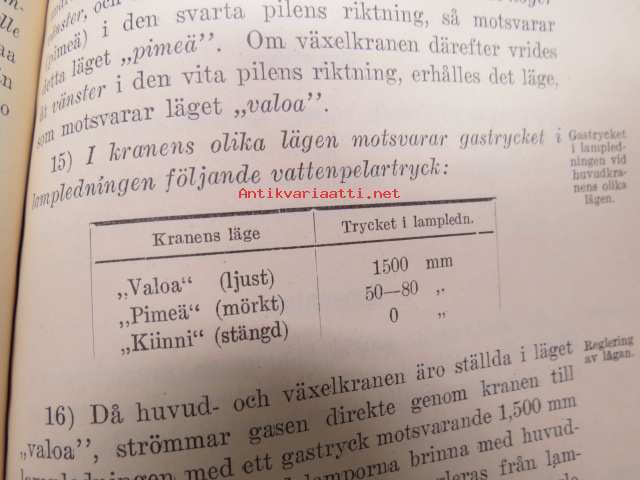 (pimeä) i den svarta pilens riktning, så motsvarar
detta läget „pimeä”. Om växelkranen därefter vrides
åt vänster i den vita pilens riktning, erhålles det läge,
som motsvarar läget „valoa”.
15) I kranens olika lägen motsvarar gastrycket i
lampledningen följande vattenpelartryck:
Gastrycket
i lampled-
ningen vid
huvudkra-
nens olika
lägen.
Antikvariaatti.net
Kranens läge Trycket i lampledn.
„Valoa“ (ljust) 1500 mm
„Pimeä“ (mörkt) 50—80 „
„Kiinni“ (stängd) 0 „
Reglering
av lågan.
16) Då huvud- och växelkranen äro ställda i läget
„valoa”, strömmar gasen direkte genom kranen till
lampledningen med ett gastryck motsvarande 1,500 mm
lamporna brinna med huvud-
från lam-